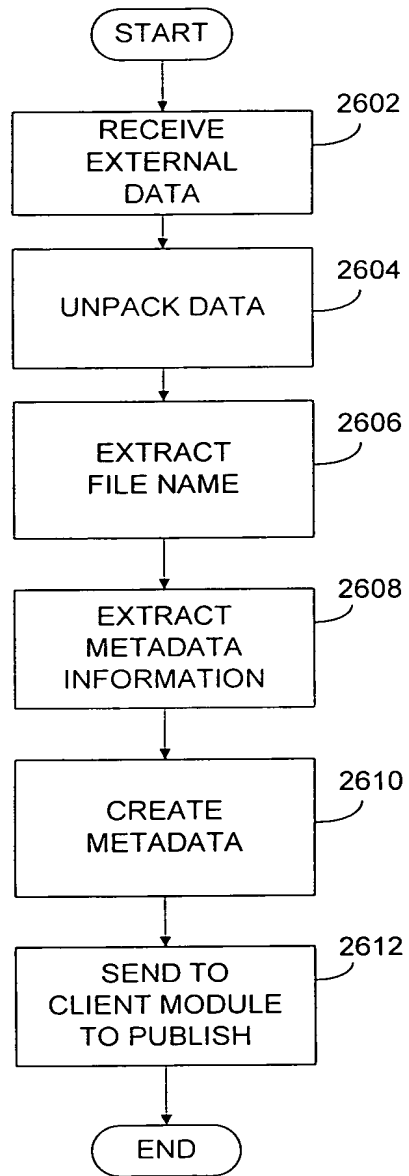 START
2602
RECEIVE
EXTERNAL
DATA
2604
UNPACK DATA
2606
EXTRACT
FILE NAME
2608
EXTRACT
METADATA
INFORMATION
2610
CREATE
METADATA
2612
SEND TO
CLIENT MODULE
TO PUBLISH
END